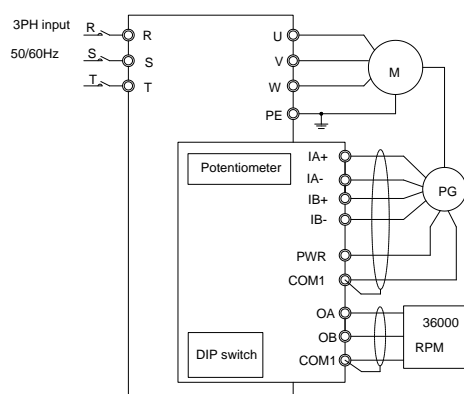 3PH input
50/60Hz
R
S
T
R
S
T
U
V
W
PE
M
Potentiometer
IA+
IA-
IB+
IB-
PG
PWR
COM1
OA
OB
COM1
36000
RPM
DIP switch